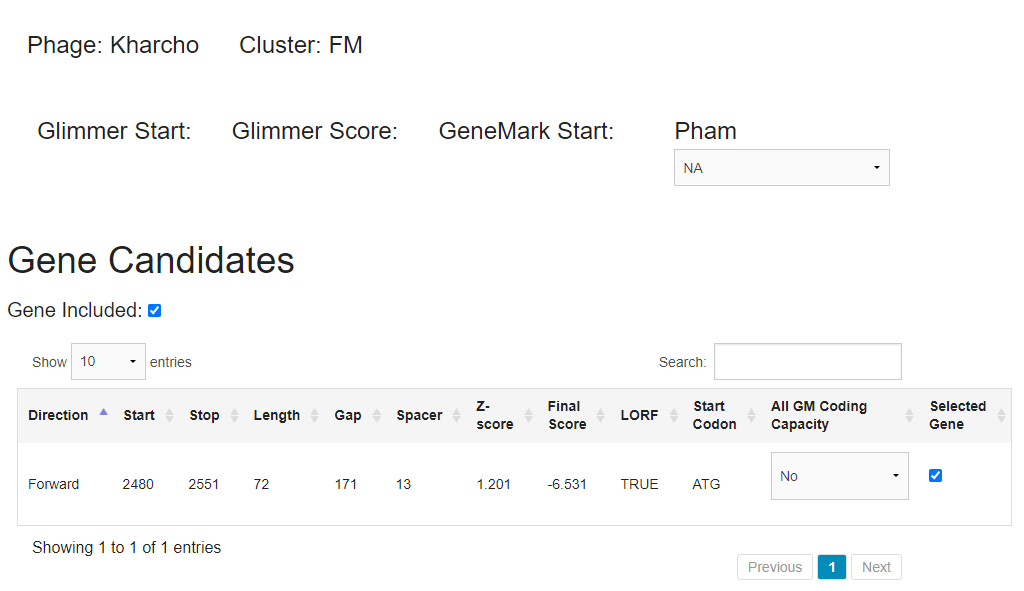 Phage: Kharcho Cluster: FM
Glimmer Start: Glimmer Score: GeneMark Start: Pham
NA
Gene Candidates
Gene Included:
Show 10 entries Search:
Direction Start Stop Length Gap Spacer Z-score Final Score LORF Start Codon All GM Coding Capacity Selected Gene
Forward 2480 2551 72 171 13 1.201 -6.531 TRUE ATG No
Showing 1 to 1 of 1 entries
Previous 1 Next